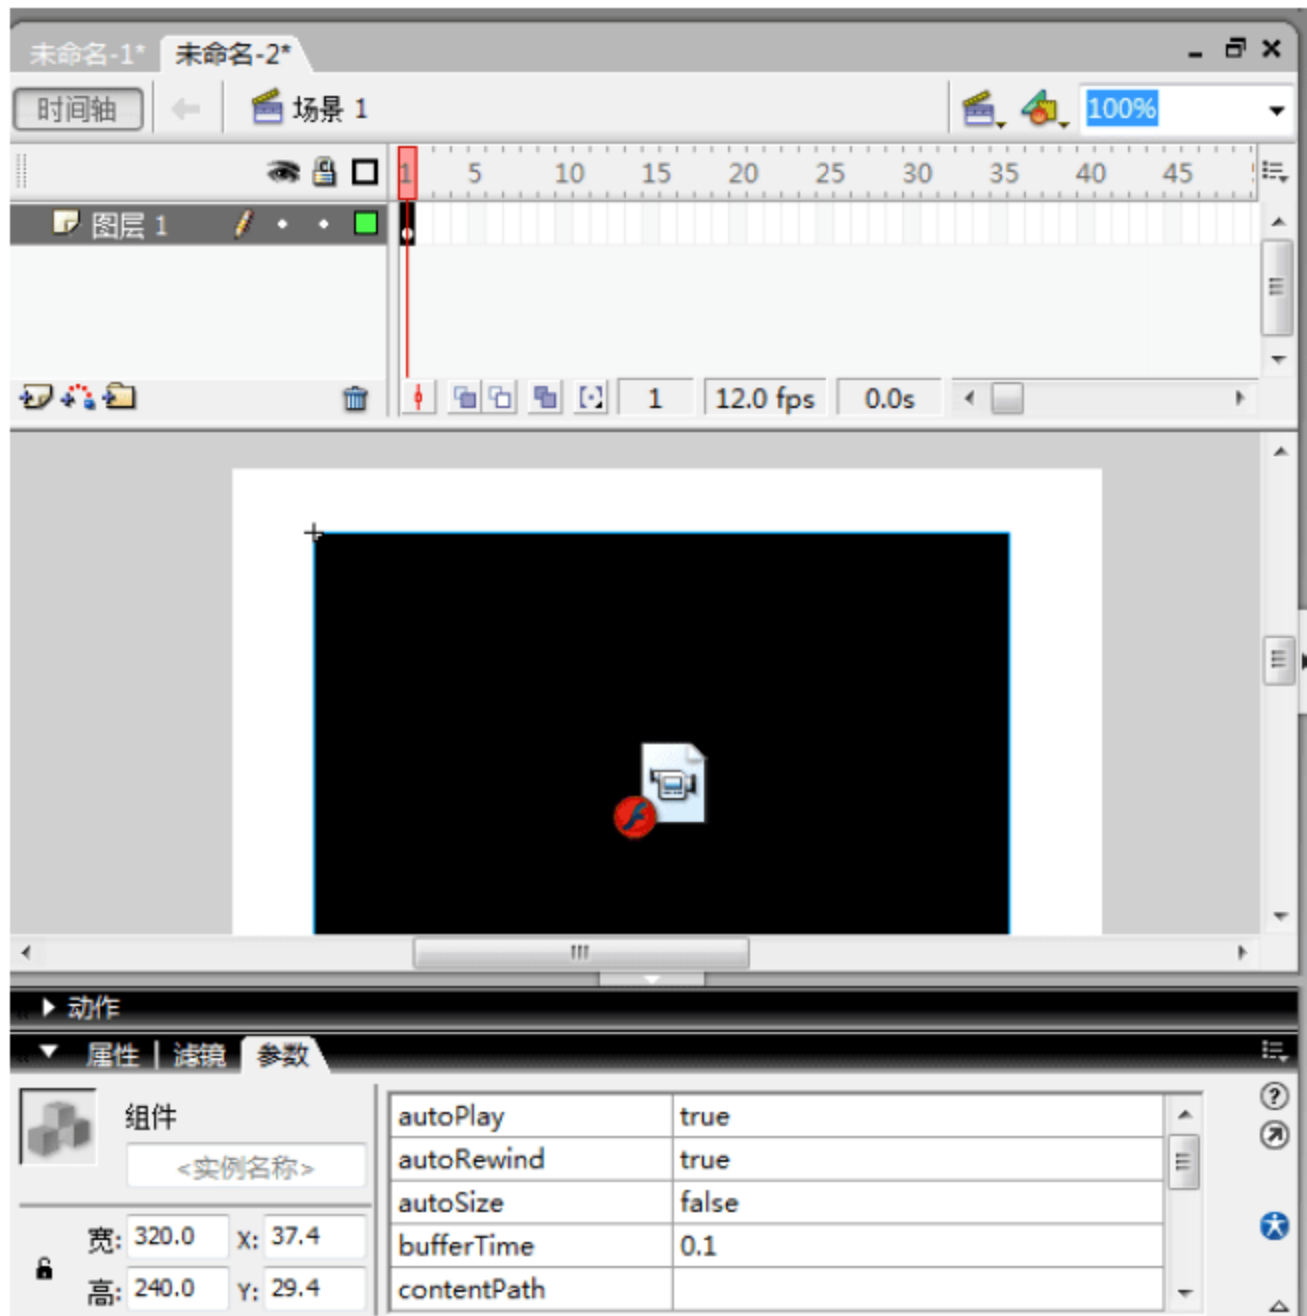 未命名-1* 未命名-2*
时间轴 场景 1 100%
1 5 10 15 20 25 30 35 40 45
图层 1
1 12.0 fps 0.0s
动作
属性 | 滤镜 参数
组件
<实例名称>
宽: 320.0 X: 37.4
高: 240.0 Y: 29.4
autoPlay true
autoRewind true
autoSize false
bufferTime 0.1
contentPath